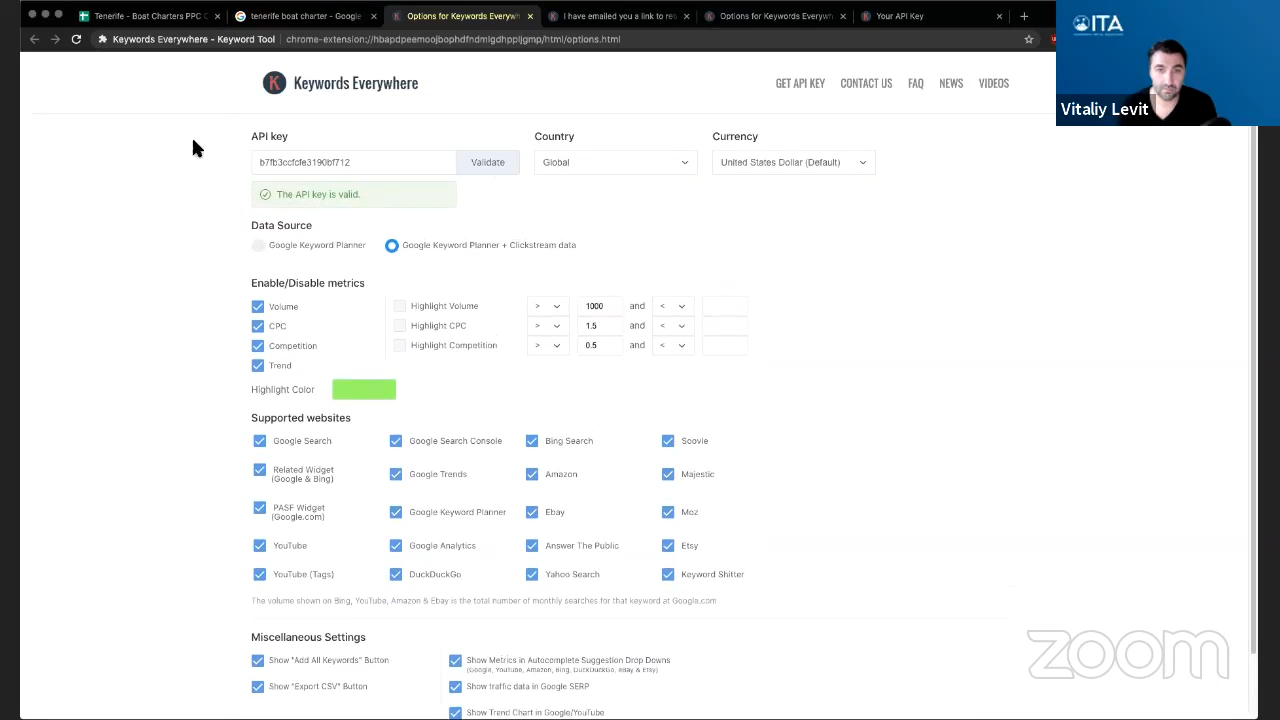 Tenerife - Boat Charters PPC
tenerife boat charter - Google
Options for Keywords Everywhe
I have emailed you a link to re
Options for Keywords Everywh
Your API Key
Keywords Everywhere - Keyword Tool
Keywords Everywhere
GET API KEY
CONTACT US
FAQ
NEWS
VIDEOS
ITA
Vitaliy Levit
API key
Country
Currency
b7fb3ccfcfe3190bf712
Validate
Global
United States Dollar (Default)
The API key is valid.
Data Source
Google Keyword Planner
Google Keyword Planner + Clickstream data
Enable/Disable metrics
Volume
Highlight Volume
>
1000
and
<
CPC
Highlight CPC
>
1.5
and
<
Competition
Highlight Competition
>
0.5
and
<
Trend
Highlight Color
Supported websites
Google Search
Google Search Console
Bing Search
Soovle
Related Widget
(Google & Bing)
Google Trends
Amazon
Majestic
PASF Widget
(Google.com)
Google Keyword Planner
Ebay
Moz
YouTube
Google Analytics
Answer The Public
Etsy
YouTube (Tags)
DuckDuckGo
Yahoo Search
Keyword Shitter
The volume shown on Bing, YouTube, Amazon & Ebay is the total number of monthly searches for that keyword at Google.com
Miscellaneous Settings
Show "Add All Keywords" Button
Show Metrics in Autocomplete Suggestion Drop Downs
(Google, YouTube, Amazon, Bing, DuckDuckGo, eBay & Etsy)
Show "Export CSV" Button
Show traffic data in Google SERP
Show Trend Chart in Google/YouTube
zoom